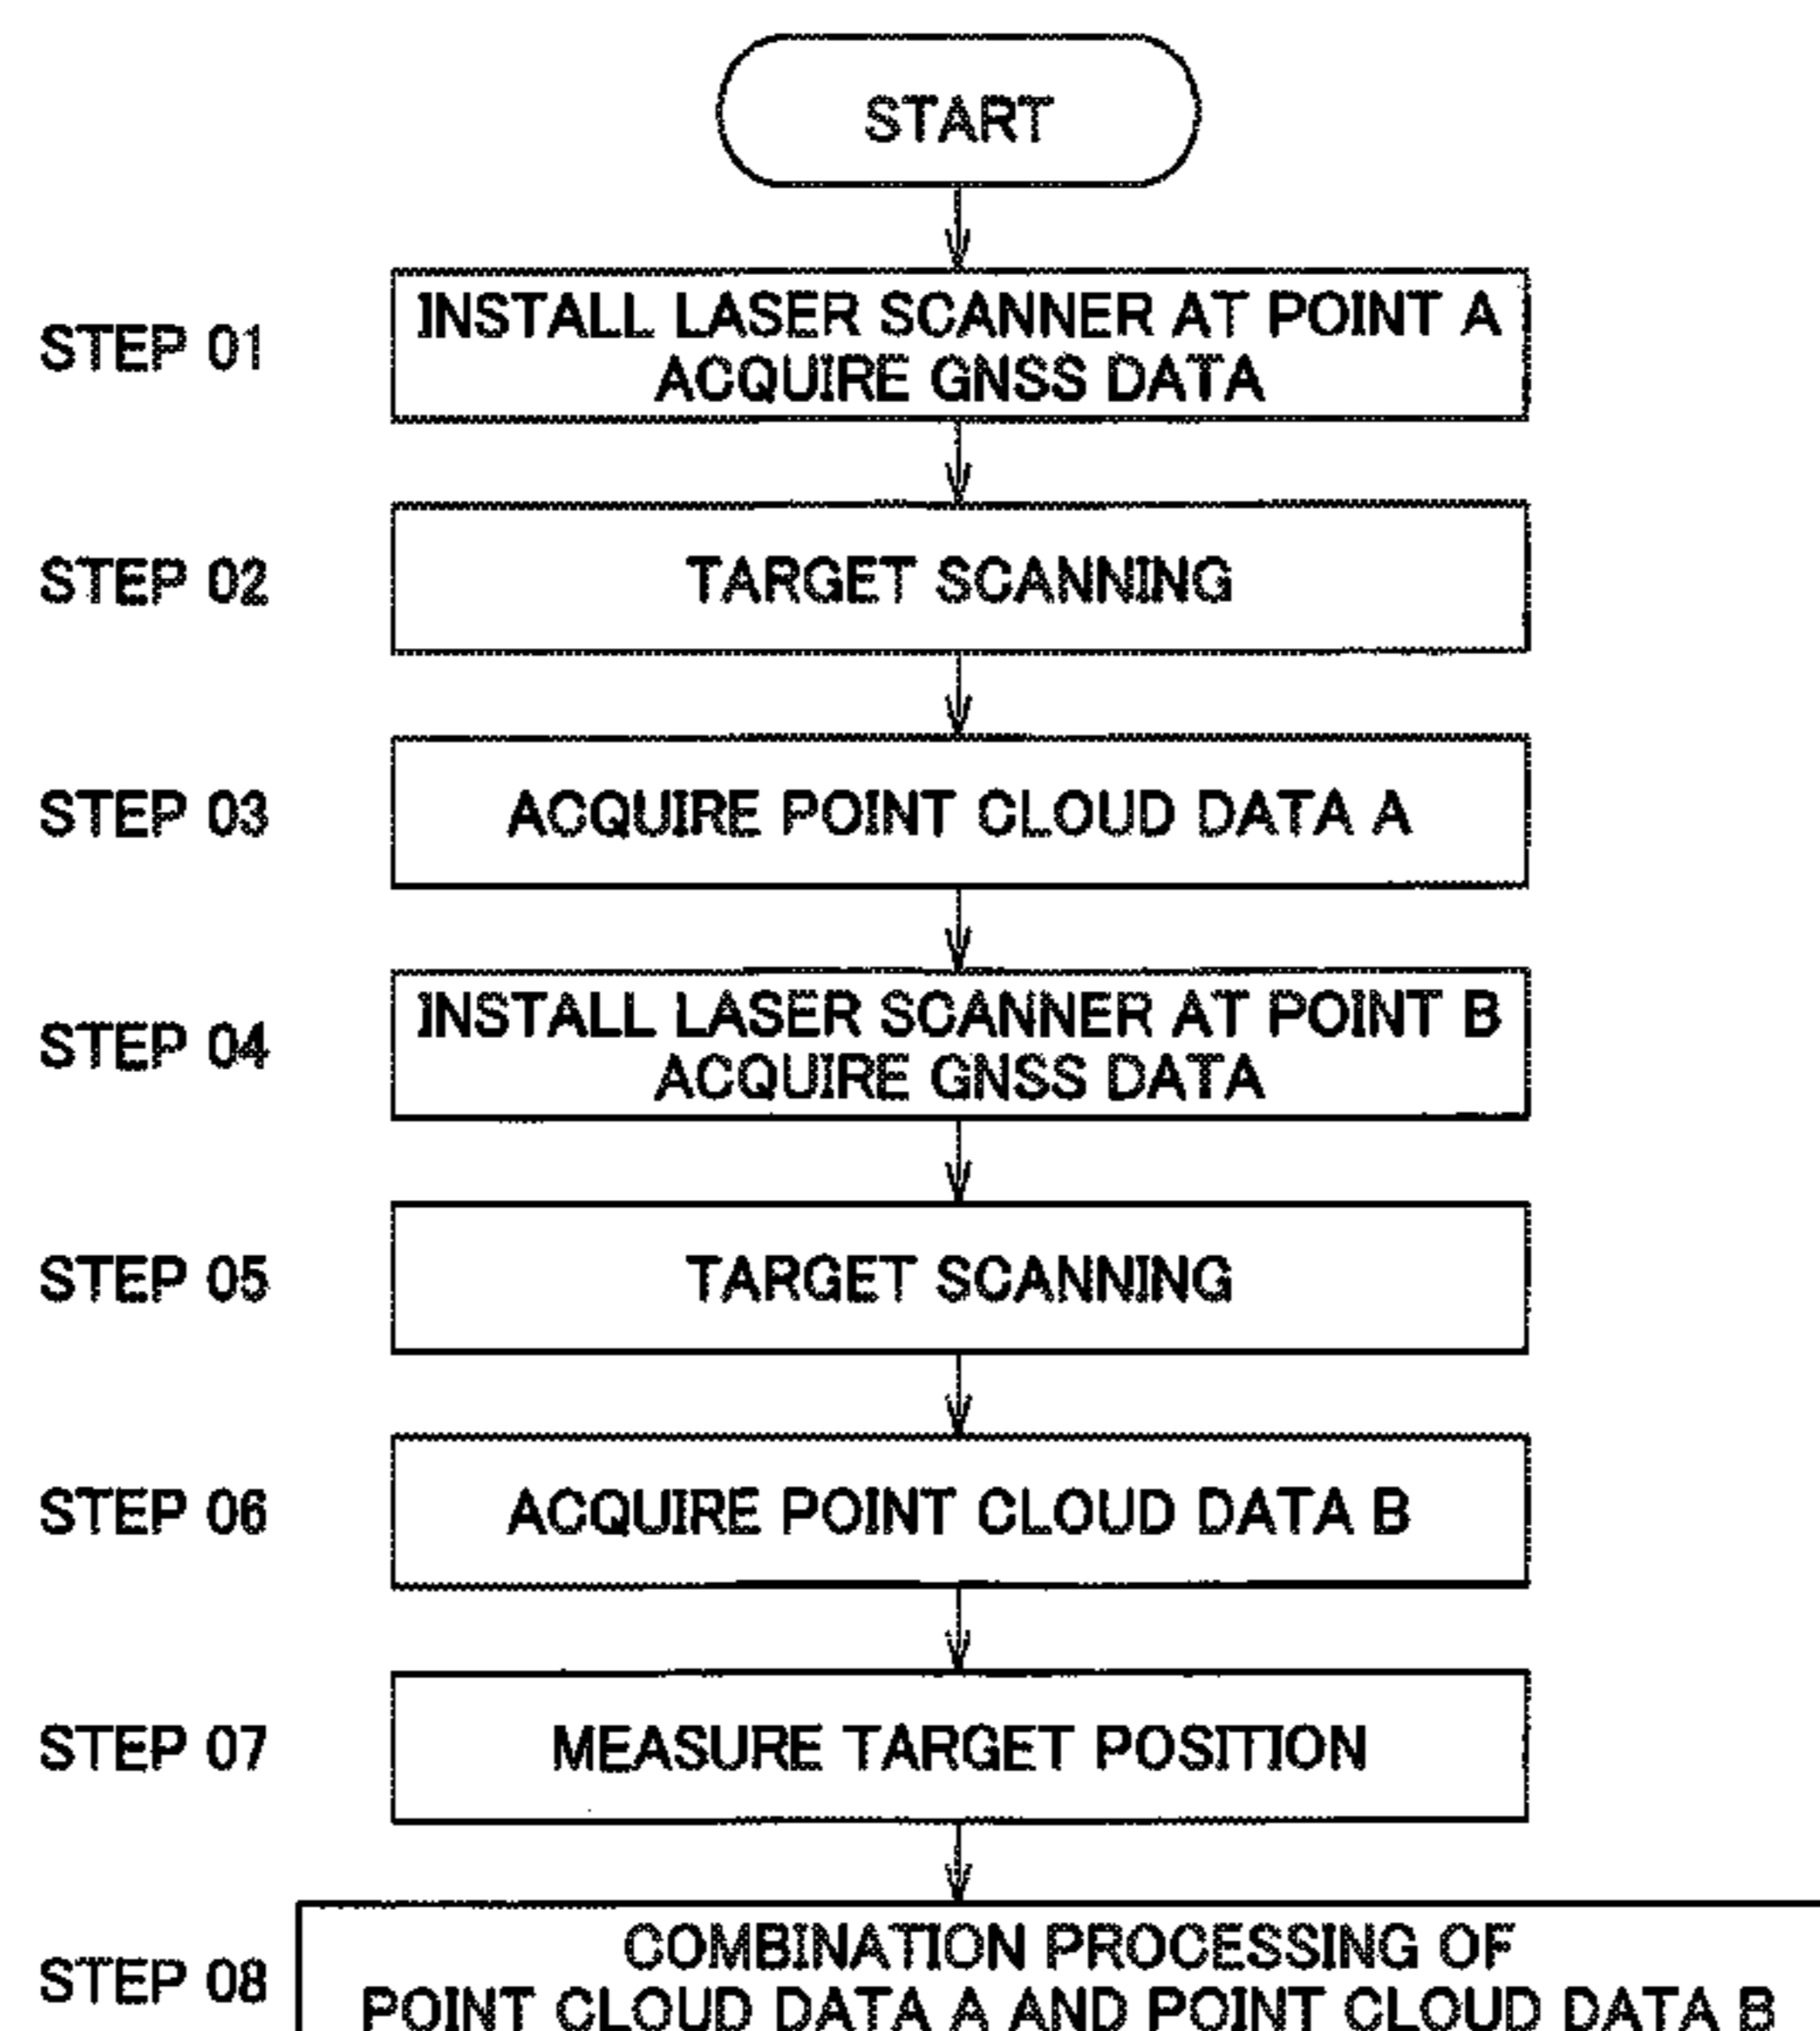 START
STEP 01
INSTALL LASER SCANNER AT POINT A
ACQUIRE GNSS DATA
STEP 02
TARGET SCANNING
STEP 03
ACQUIRE POINT CLOUD DATA A
STEP 04
INSTALL LASER SCANNER AT POINT B
ACQUIRE GNSS DATA
STEP 05
TARGET SCANNING
STEP 06
ACQUIRE POINT CLOUD DATA B
STEP 07
MEASURE TARGET POSITION
STEP 08
COMBINATION PROCESSING OF
POINT CLOUD DATA A AND POINT CLOUD DATA B